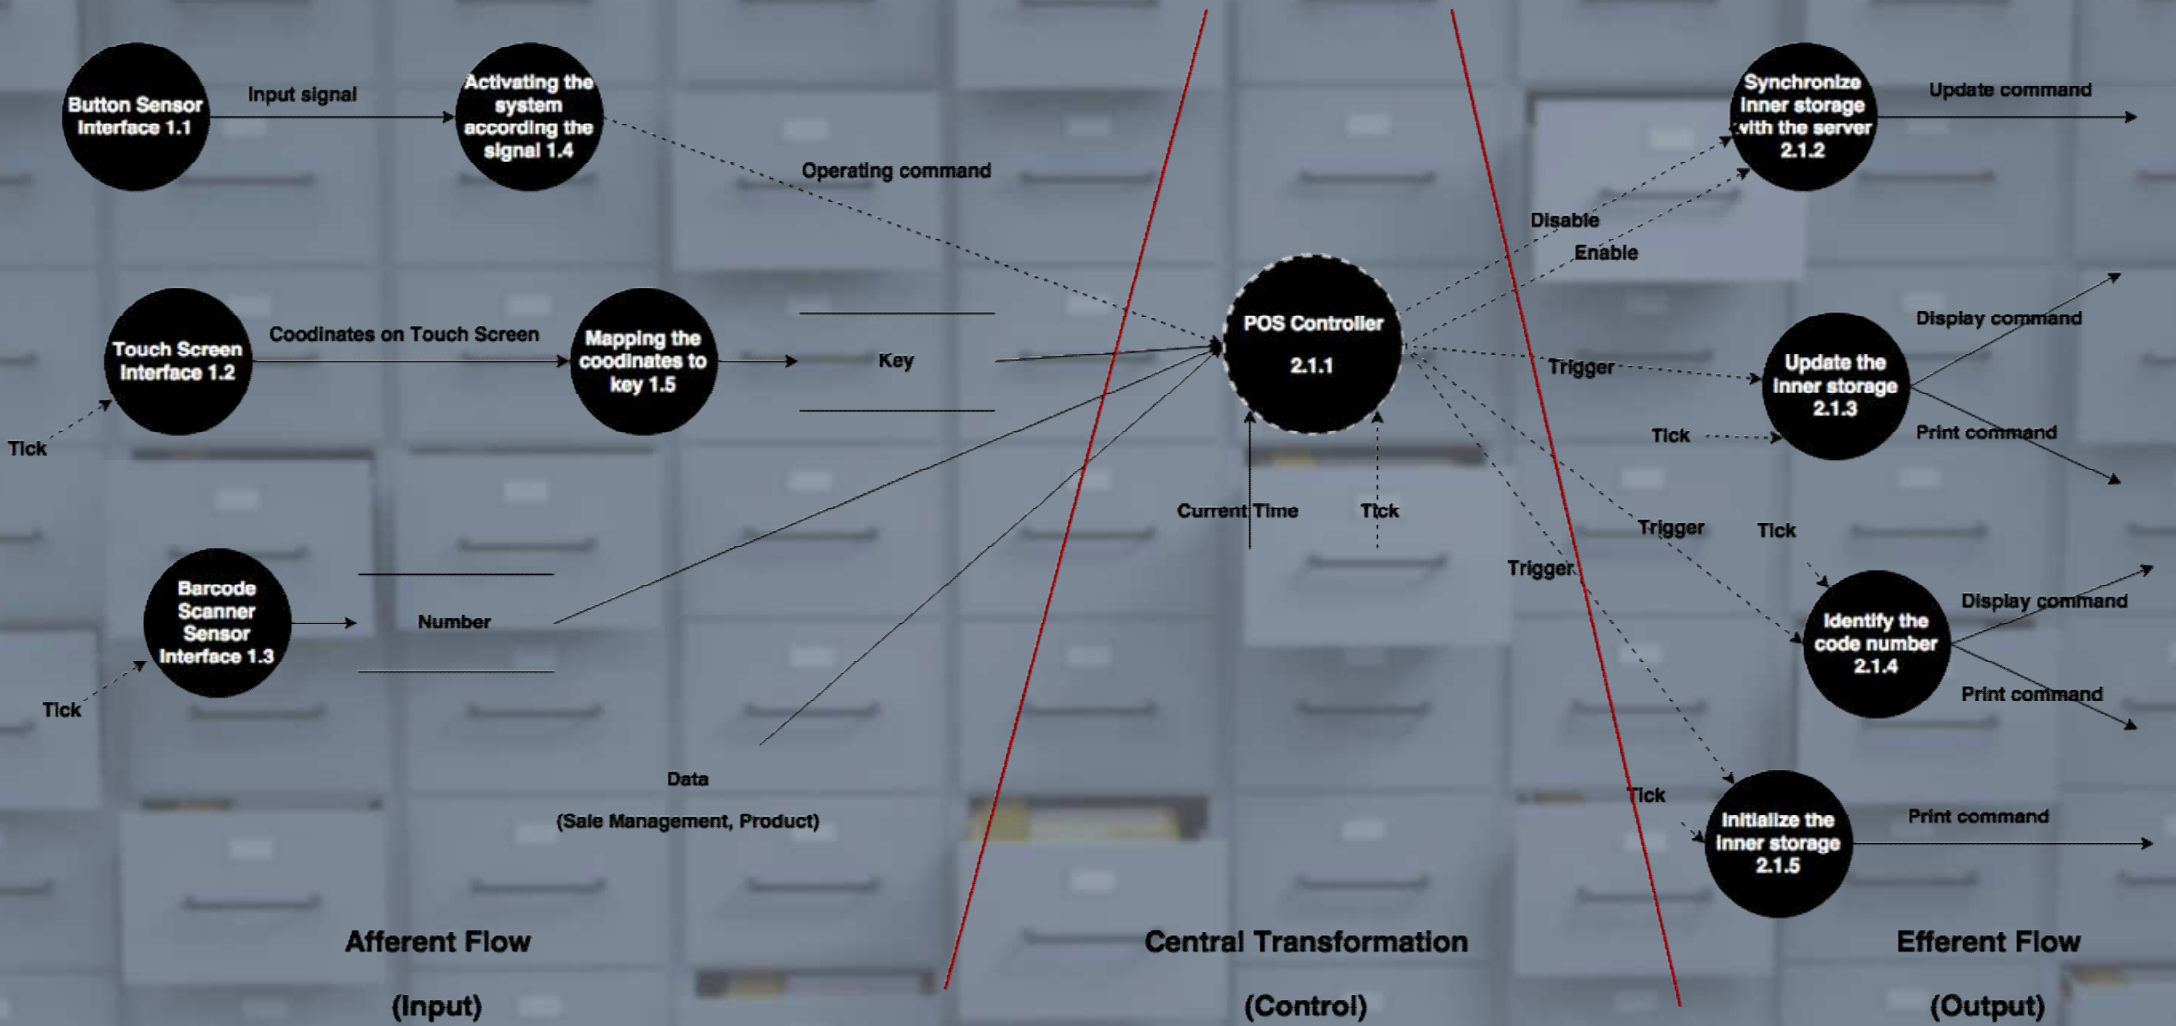 Button Sensor
Interface 1.1
Input signal
Activating the
system
according the
signal 1.4
Operating command
Touch Screen
Interface 1.2
Coodinates on Touch Screen
Mapping the
coodinates to
key 1.5
Key
Tick
Barcode
Scanner
Sensor
Interface 1.3
Number
Tick
Data
(Sale Management, Product)
Afferent Flow
(Input)
POS Controller
2.1.1
Current Time
Tick
Central Transformation
(Control)
Disable
Enable
Trigger
Trigger
Trigger
Synchronize
inner storage
with the server
2.1.2
Update command
Update the
inner storage
2.1.3
Tick
Display command
Print command
Tick
Identify the
code number
2.1.4
Display command
Print command
Tick
Initialize the
inner storage
2.1.5
Print command
Efferent Flow
(Output)